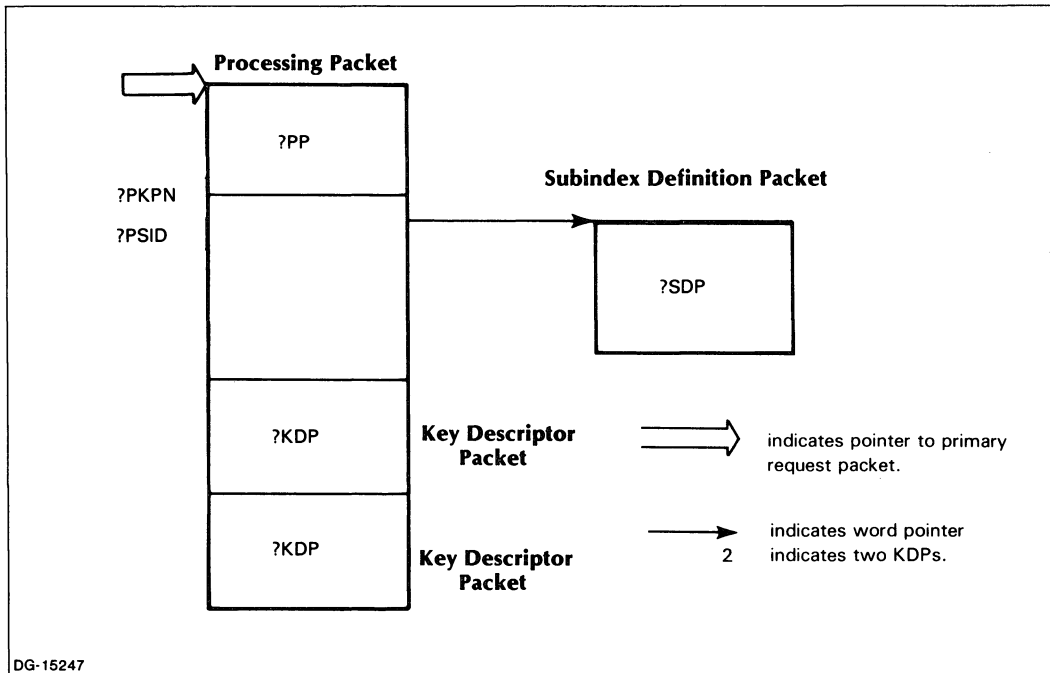 Processing Packet
?PP
?PKPN
?PSID
Subindex Definition Packet
?SDP
?KDP
Key Descriptor
Packet
indicates pointer to primary
request packet.
?KDP
Key Descriptor
Packet
indicates word pointer
2 indicates two KDPs.
DG-15247